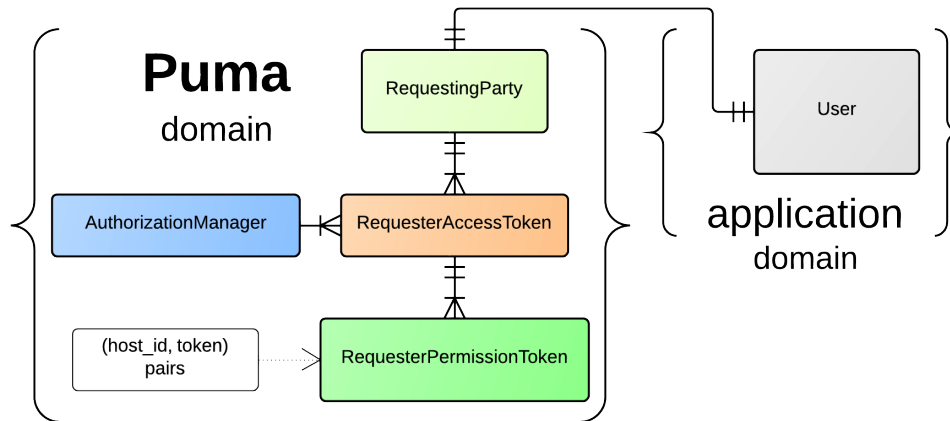 Puma
domain
RequestingParty
User
AuthorizationManager
RequesterAccessToken
application
domain
(host_id, token)
pairs
RequesterPermissionToken